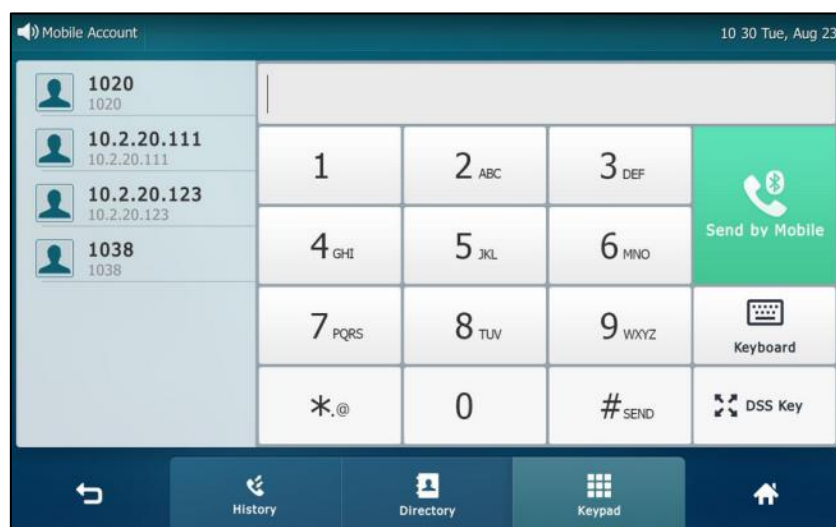 Mobile Account
10 30 Tue, Aug 23
1020
1020
10.2.20.111
10.2.20.111
10.2.20.123
10.2.20.123
1038
1038
1
2 ABC
3 DEF
Send by Mobile
4 GHI
5 JKL
6 MNO
7 PQRS
8 TUV
9 WXYZ
Keyboard
*.@
0
# SEND
DSS Key
History
Directory
Keypad